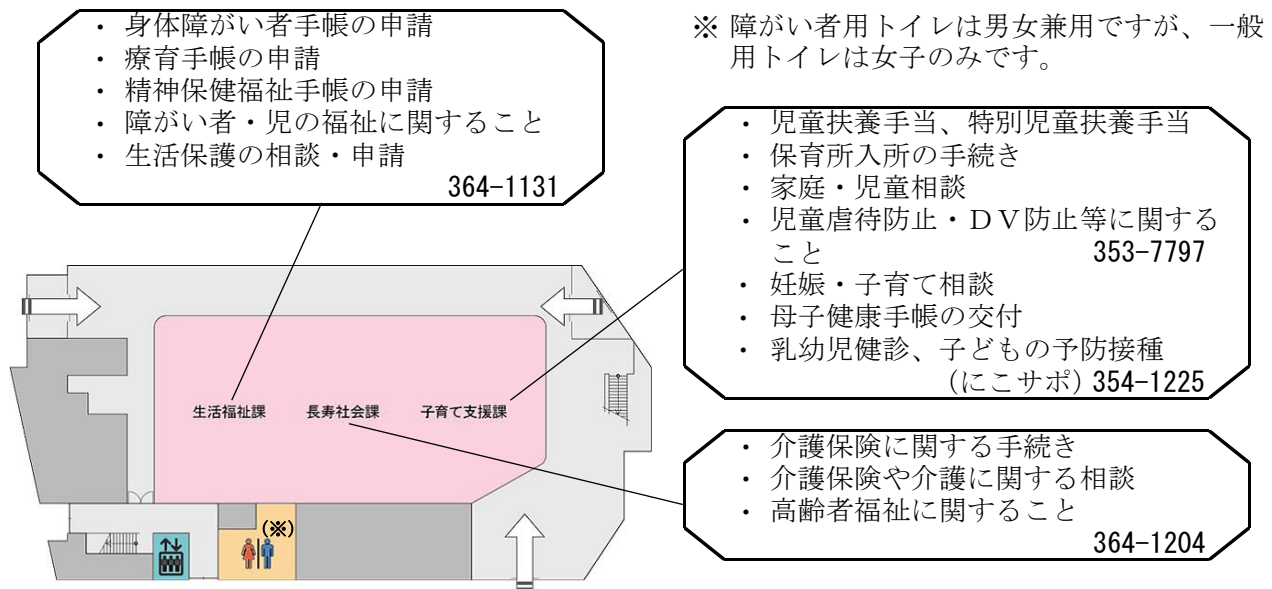 ・ 身体障がい者手帳の申請
・ 療育手帳の申請
・ 精神保健福祉手帳の申請
・ 障がい者・児の福祉に関すること
・ 生活保護の相談・申請
364-1131
※ 障がい者用トイレは男女兼用ですが、一般
用トイレは女子のみです。
・ 児童扶養手当、特別児童扶養手当
・ 保育所入所の手続き
・ 家庭・児童相談
・ 児童虐待防止・ＤＶ防止等に関する
こと 353-7797
・ 妊娠・子育て相談
・ 母子健康手帳の交付
・ 乳幼児健診、子どもの予防接種
(にこサポ) 354-1225
生活福祉課 長寿社会課 子育て支援課
(※)
・ 介護保険に関する手続き
・ 介護保険や介護に関する相談
・ 高齢者福祉に関すること
364-1204